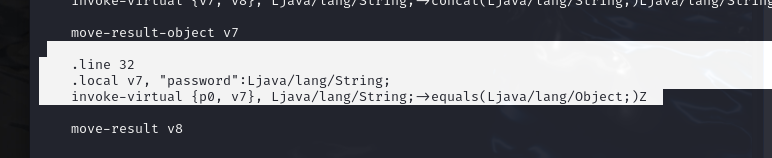 invoke-virtual {v7, v8}, Ljava/lang/String;->concat(Ljava/lang/String;)Ljava/lang/String
move-result-object v7
.line 32
.local v7, "password":Ljava/lang/String;
invoke-virtual {p0, v7}, Ljava/lang/String;->equals(Ljava/lang/Object;)Z
move-result v8